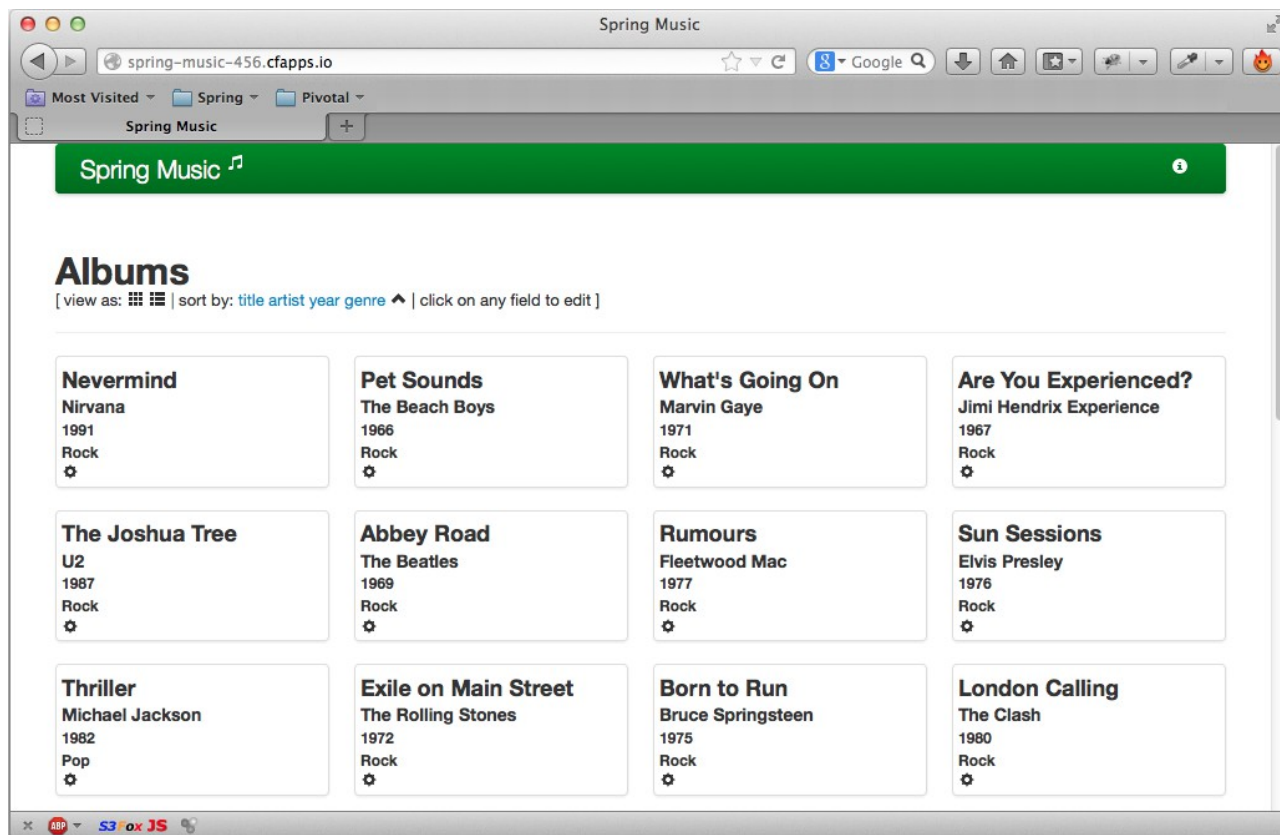 Spring Music
spring-music-456.cfapps.io
Google
Most Visited Spring Pivotal
Spring Music
Spring Music
Albums
[ view as: | sort by: title artist year genre | click on any field to edit ]
Nevermind
Nirvana
1991
Rock
Pet Sounds
The Beach Boys
1966
Rock
What's Going On
Marvin Gaye
1971
Rock
Are You Experienced?
Jimi Hendrix Experience
1967
Rock
The Joshua Tree
U2
1987
Rock
Abbey Road
The Beatles
1969
Rock
Rumours
Fleetwood Mac
1977
Rock
Sun Sessions
Elvis Presley
1976
Rock
Thriller
Michael Jackson
1982
Pop
Exile on Main Street
The Rolling Stones
1972
Rock
Born to Run
Bruce Springsteen
1975
Rock
London Calling
The Clash
1980
Rock
ABP S3Fox JS